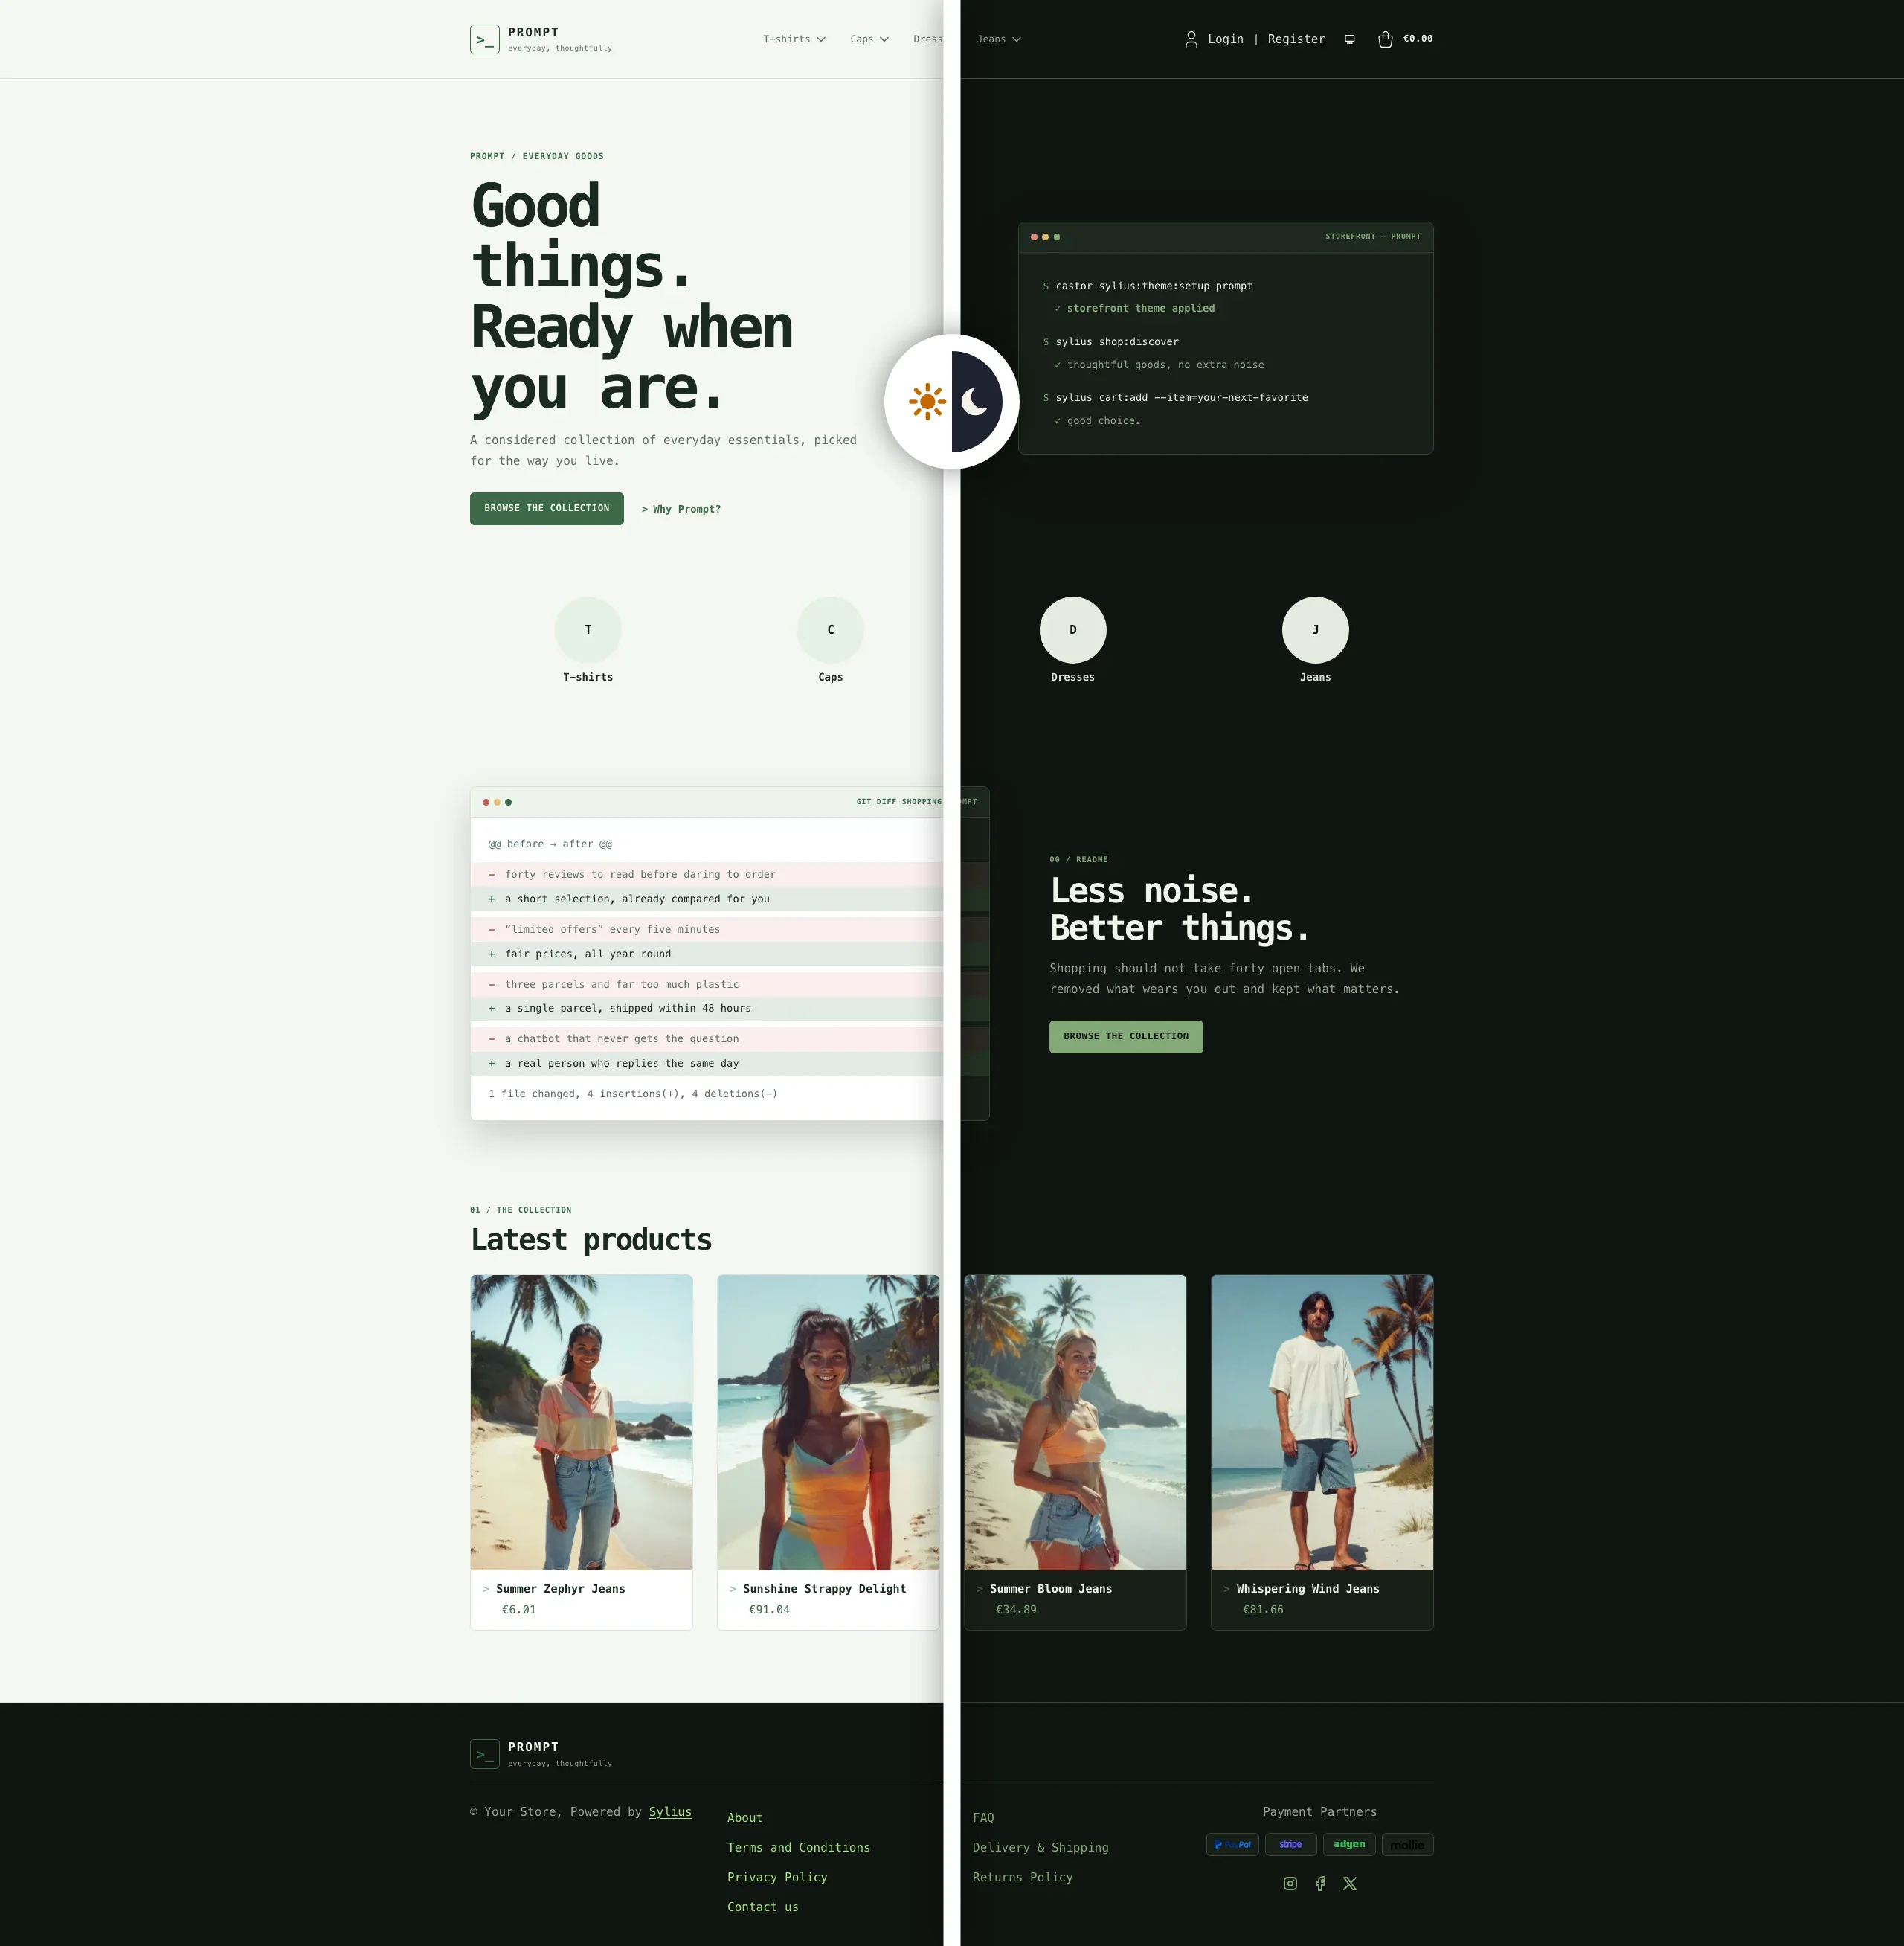 >_ PROMPT
everyday, thoughtfully
T-shirts Caps Dress Jeans
Login | Register €0.00
PROMPT / EVERYDAY GOODS
Good
things.
Ready when
you are.
A considered collection of everyday essentials, picked
for the way you live.
BROWSE THE COLLECTION > Why Prompt?
STOREFRONT — PROMPT
$ castor sylius:theme:setup prompt
✓ storefront theme applied
$ sylius shop:discover
✓ thoughtful goods, no extra noise
$ sylius cart:add --item=your-next-favorite
✓ good choice.
T
T-shirts
C
Caps
D
Dresses
J
Jeans
GIT DIFF SHOPPING MPT
@@ before → after @@
− forty reviews to read before daring to order
+ a short selection, already compared for you
− “limited offers” every five minutes
+ fair prices, all year round
− three parcels and far too much plastic
+ a single parcel, shipped within 48 hours
− a chatbot that never gets the question
+ a real person who replies the same day
1 file changed, 4 insertions(+), 4 deletions(−)
00 / README
Less noise.
Better things.
Shopping should not take forty open tabs. We
removed what wears you out and kept what matters.
BROWSE THE COLLECTION
01 / THE COLLECTION
Latest products
> Summer Zephyr Jeans
€6.01
> Sunshine Strappy Delight
€91.04
> Summer Bloom Jeans
€34.89
> Whispering Wind Jeans
€81.66
>_ PROMPT
everyday, thoughtfully
© Your Store, Powered by Sylius
About
Terms and Conditions
Privacy Policy
Contact us
FAQ
Delivery & Shipping
Returns Policy
Payment Partners
PayPal stripe adyen mollie